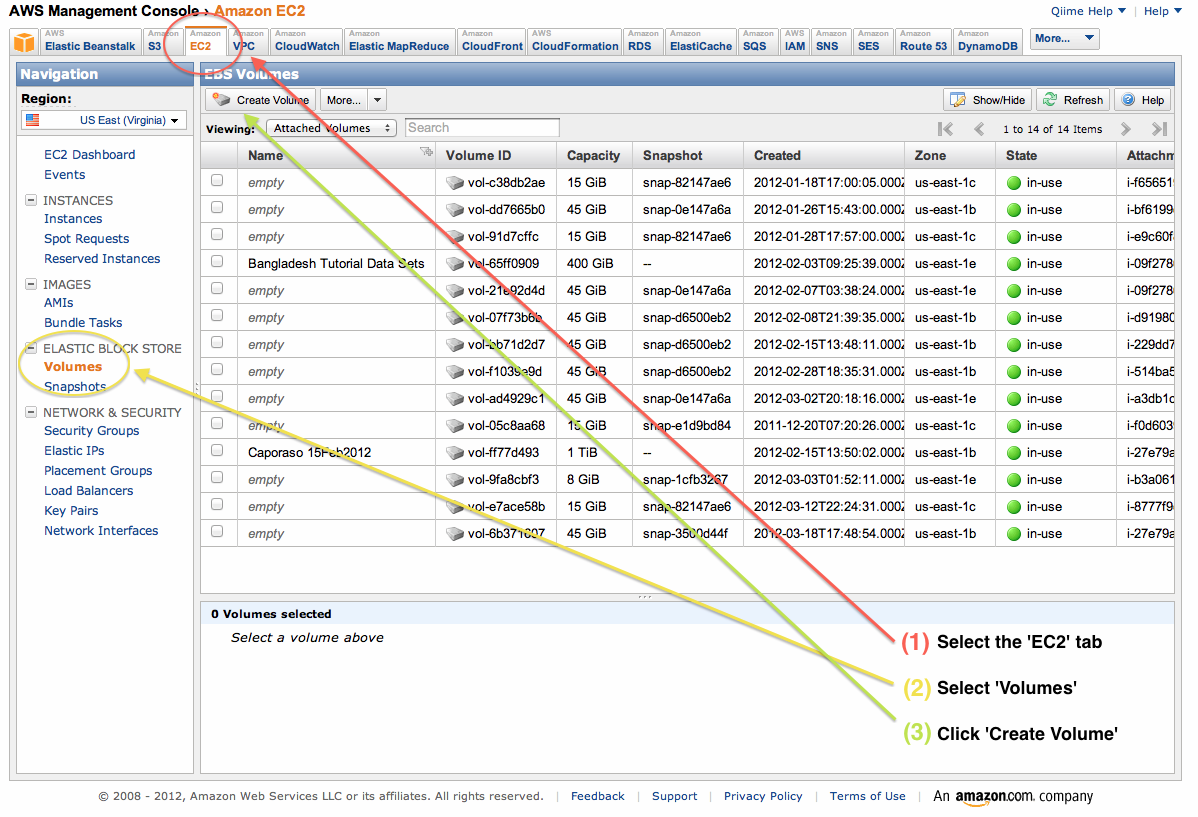 AWS Management Console › Amazon EC2
Qiime Help
Help
AWS Elastic Beanstalk
Amazon S3
Amazon EC2
Amazon VPC
Amazon CloudWatch
Amazon Elastic MapReduce
Amazon CloudFront
AWS CloudFormation
Amazon RDS
Amazon ElastiCache
Amazon SQS
AWS IAM
Amazon SNS
Amazon SES
Amazon Route 53
Amazon DynamoDB
More...
Navigation
Region:
US East (Virginia)
EC2 Dashboard
Events
INSTANCES
Instances
Spot Requests
Reserved Instances
IMAGES
AMIs
Bundle Tasks
ELASTIC BLOCK STORE
Volumes
Snapshots
NETWORK & SECURITY
Security Groups
Elastic IPs
Placement Groups
Load Balancers
Key Pairs
Network Interfaces
EBS Volumes
Create Volume More... Show/Hide Refresh Help
Viewing: Attached Volumes Search 1 to 14 of 14 Items
Name Volume ID Capacity Snapshot Created Zone State Attachm
empty vol-c38db2ae 15 GiB snap-82147ae6 2012-01-18T17:00:05.000Z us-east-1c in-use i-f65651
empty vol-dd7665b0 45 GiB snap-0e147a6a 2012-01-26T15:43:00.000Z us-east-1b in-use i-bf6199
empty vol-91d7cffc 15 GiB snap-82147ae6 2012-01-28T17:57:00.000Z us-east-1c in-use i-e9c60f
Bangladesh Tutorial Data Sets vol-65ff0909 400 GiB -- 2012-02-03T09:25:39.000Z us-east-1e in-use i-09f278
empty vol-21e92d4d 45 GiB snap-0e147a6a 2012-02-07T03:38:24.000Z us-east-1e in-use i-09f278
empty vol-07f73b6b 45 GiB snap-d6500eb2 2012-02-08T21:39:35.000Z us-east-1b in-use i-d91980
empty vol-bb71d2d7 45 GiB snap-d6500eb2 2012-02-15T13:48:11.000Z us-east-1b in-use i-229dd7
empty vol-f1039e9d 45 GiB snap-d6500eb2 2012-02-28T18:35:31.000Z us-east-1b in-use i-514ba5
empty vol-ad4929c1 45 GiB snap-0e147a6a 2012-03-02T20:18:16.000Z us-east-1e in-use i-a3db1c
empty vol-05c8aa68 15 GiB snap-e1d9bd84 2011-12-20T07:20:26.000Z us-east-1c in-use i-f0d603
Caporaso 15Feb2012 vol-ff77d493 1 TiB -- 2012-02-15T13:50:02.000Z us-east-1b in-use i-27e79a
empty vol-9fa8cbf3 8 GiB snap-1cfb3267 2012-03-03T01:52:11.000Z us-east-1e in-use i-b3a061
empty vol-e7ace58b 15 GiB snap-82147ae6 2012-03-12T22:24:31.000Z us-east-1c in-use i-8777f9
empty vol-6b371607 45 GiB snap-3500d44f 2012-03-18T17:48:54.000Z us-east-1b in-use i-27e79a
0 Volumes selected
Select a volume above
(1) Select the 'EC2' tab
(2) Select 'Volumes'
(3) Click 'Create Volume'
© 2008 - 2012, Amazon Web Services LLC or its affiliates. All rights reserved. | Feedback | Support | Privacy Policy | Terms of Use | An amazon.com. company